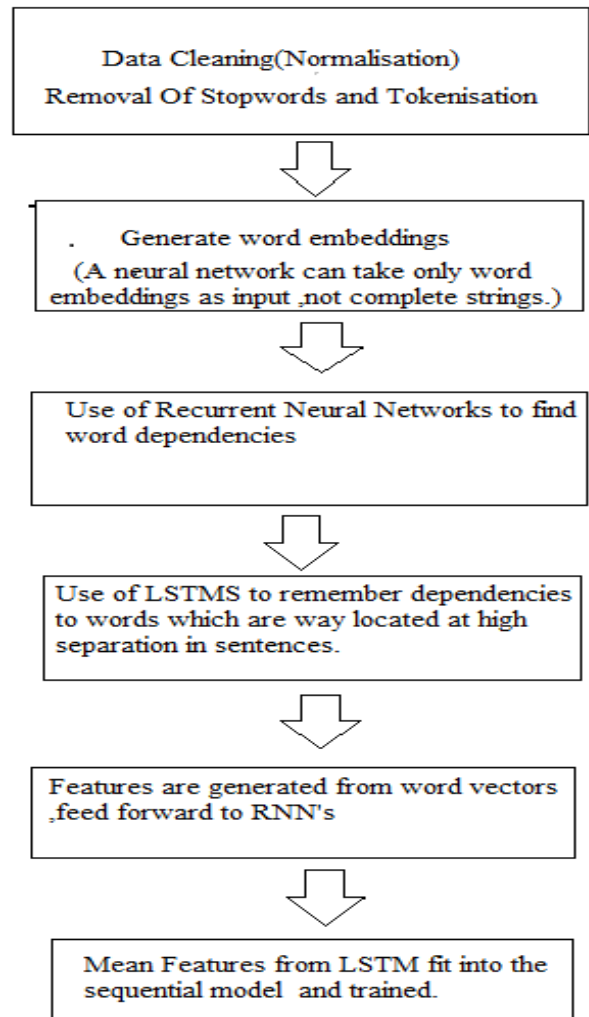 Data Cleaning(Normalisation)
Removal Of Stopwords and Tokenisation
. Generate word embeddings
(A neural network can take only word
embeddings as input ,not complete strings.)
Use of Recurrent Neural Networks to find
word dependencies
Use of LSTMS to remember dependencies
to words which are way located at high
separation in sentences.
Features are generated from word vectors
,feed forward to RNN's
Mean Features from LSTM fit into the
sequential model and trained.